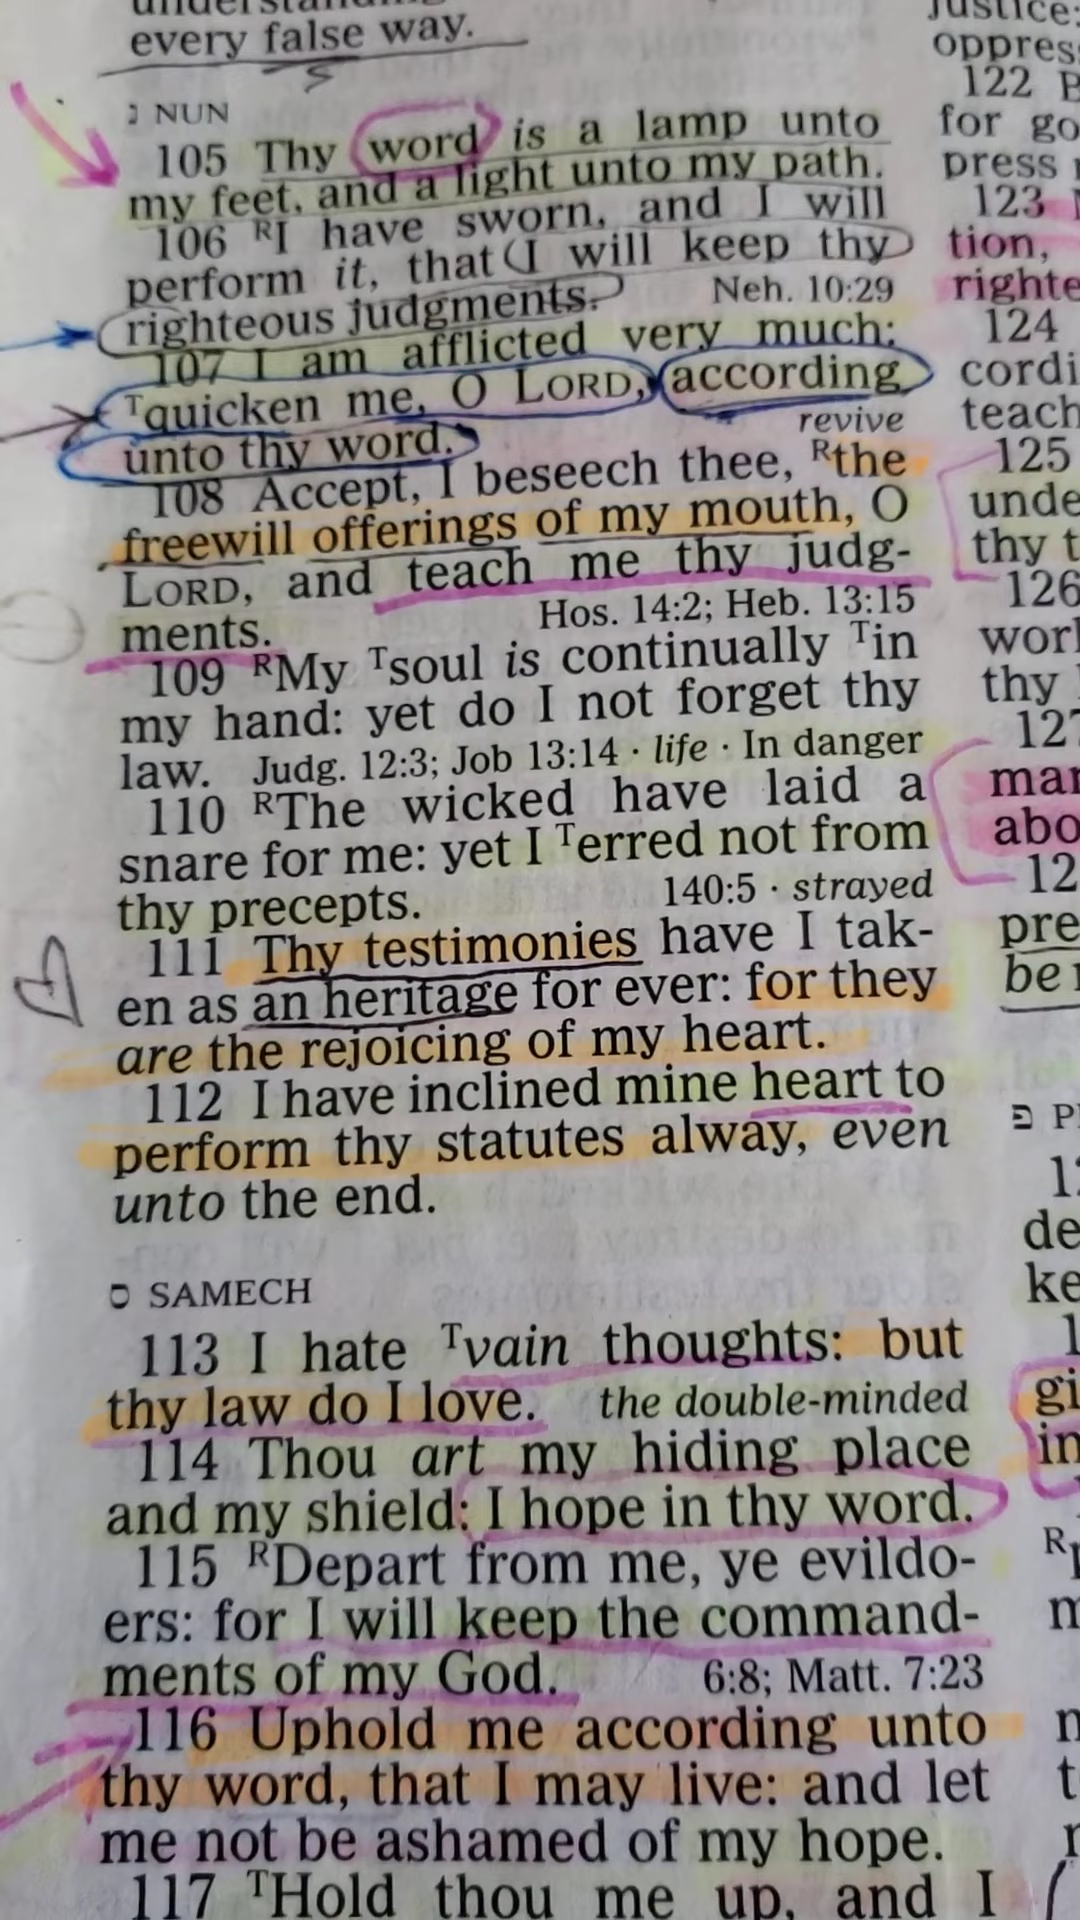 every false way.
נ NUN
105 Thy word is a lamp unto
my feet, and a light unto my path.
106 ᴿI have sworn, and I will
perform it, that I will keep thy
righteous judgments. Neh. 10:29
107 I am afflicted very much:
ᵀquicken me, O LORD, according
unto thy word. revive
108 Accept, I beseech thee, ᴿthe
freewill offerings of my mouth, O
LORD, and teach me thy judg-
ments. Hos. 14:2; Heb. 13:15
109 ᴿMy ᵀsoul is continually ᵀin
my hand: yet do I not forget thy
law. Judg. 12:3; Job 13:14 · life · In danger
110 ᴿThe wicked have laid a
snare for me: yet I ᵀerred not from
thy precepts. 140:5 · strayed
111 Thy testimonies have I tak-
en as an heritage for ever: for they
are the rejoicing of my heart.
112 I have inclined mine heart to
perform thy statutes alway, even
unto the end.
ס SAMECH
113 I hate ᵀvain thoughts: but
thy law do I love. the double-minded
114 Thou art my hiding place
and my shield: I hope in thy word.
115 ᴿDepart from me, ye evildo-
ers: for I will keep the command-
ments of my God. 6:8; Matt. 7:23
116 Uphold me according unto
thy word, that I may live: and let
me not be ashamed of my hope.
117 ᵀHold thou me up, and I
122
for go
press
123
tion,
righte
124
cordi
teach
125
unde
thy t
126
worl
thy
127
mar
abo
12
pre
be
פ P
de
ke
gi
in